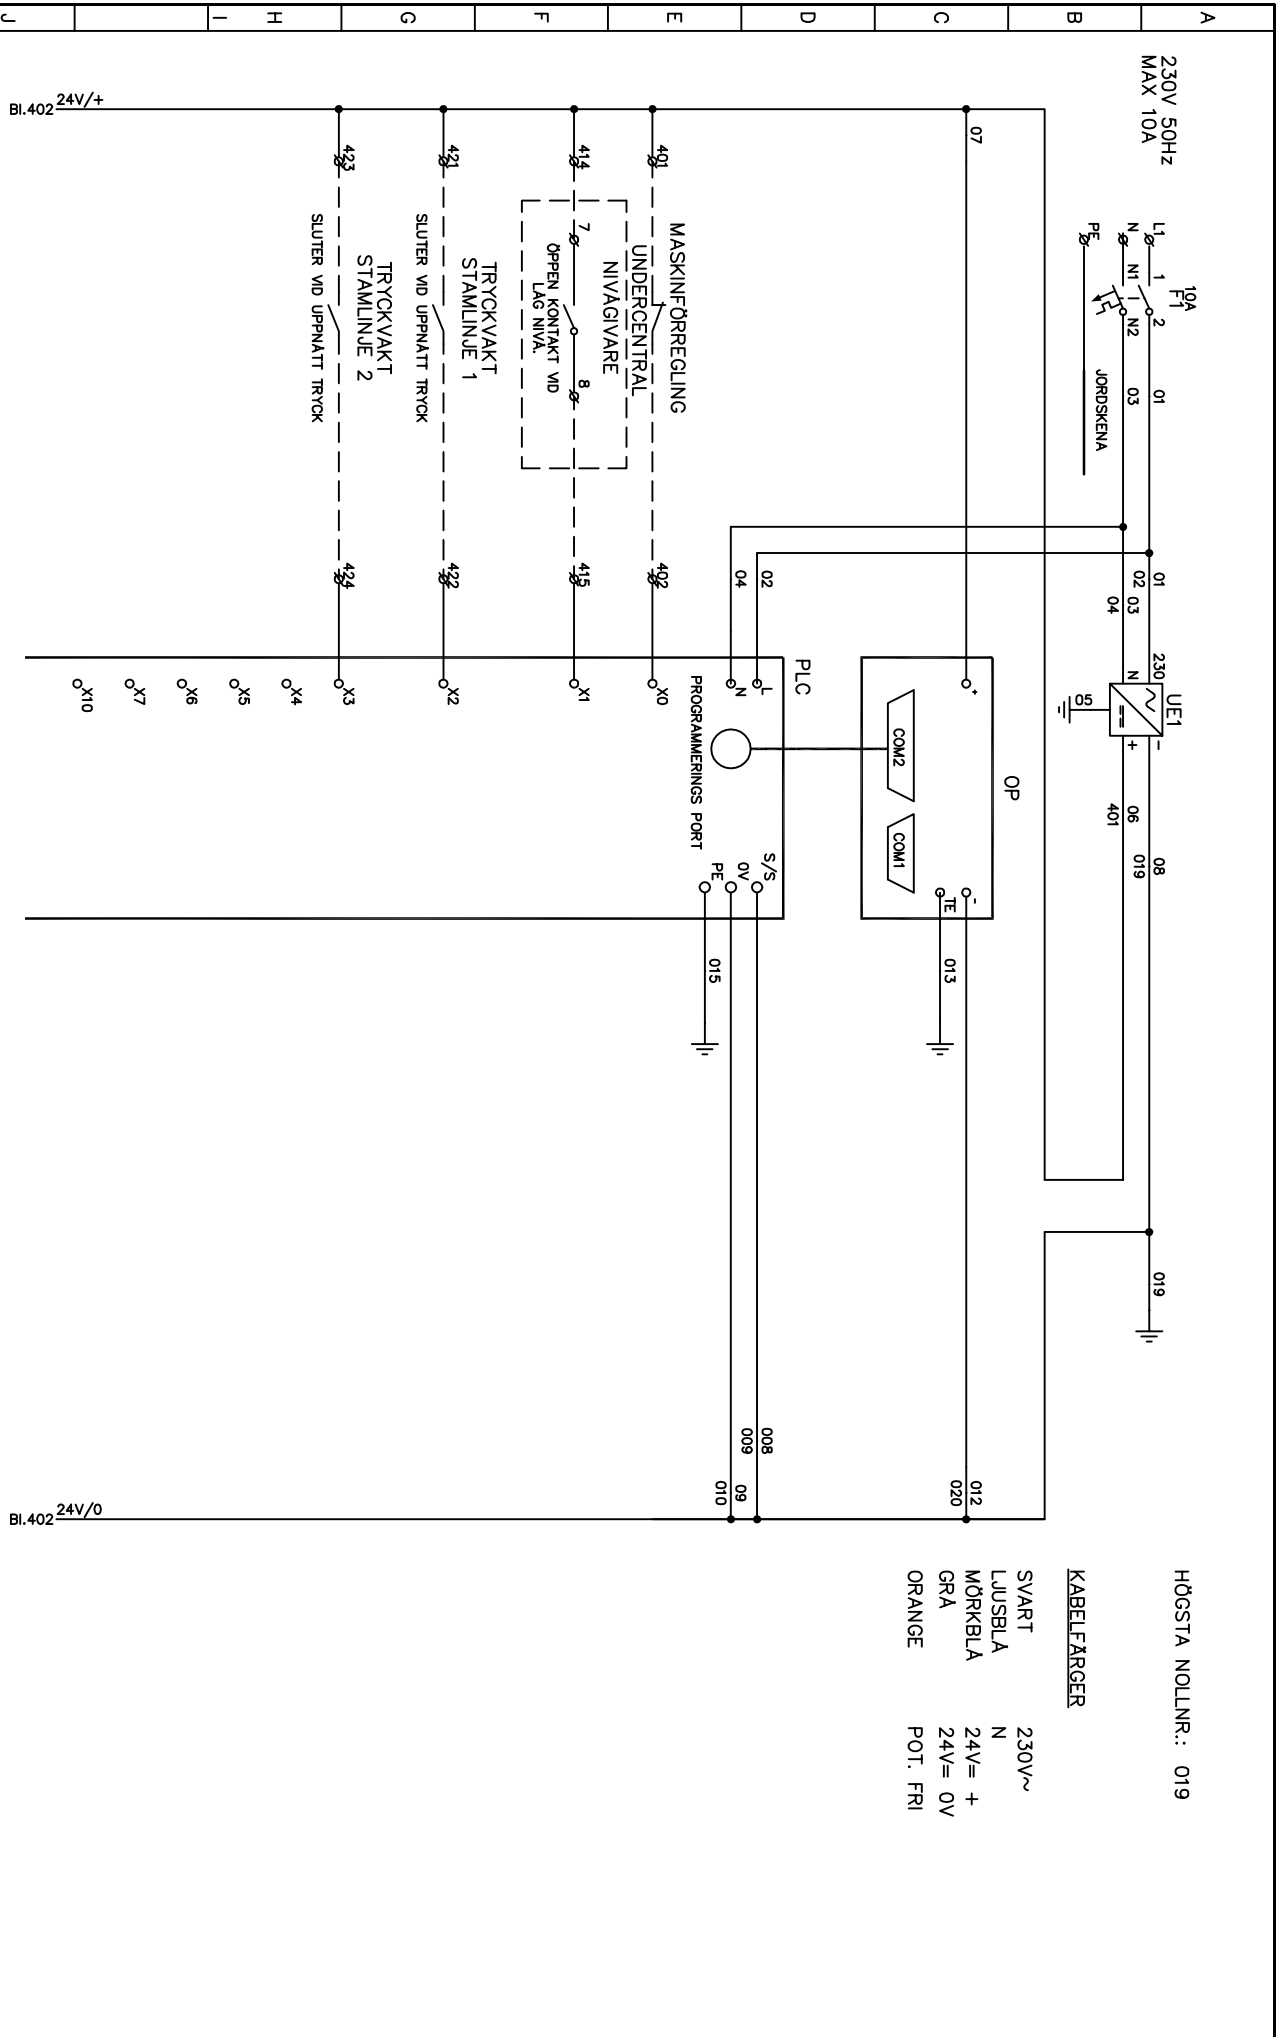 A
B
C
D
E
F
G
H
I
J
230V 50Hz
MAX 10A
10A
F1
L1
N
PE
1
2
N1
N2
01
03
JORDSKENA
01
02
03
04
230
N
UE1
05
-
+
08
019
06
401
019
HÖGSTA NOLLNR.: 019
KABELFÄRGER
SVART 230V~
LJUSBLÅ N
MÖRKBLÅ 24V= +
GRÅ 24V= 0V
ORANGE POT. FRI
07
OP
+
-
TE
COM2
COM1
013
012
020
02
04
PLC
L
N
PROGRAMMERINGS PORT
S/S
0V
PE
015
008
009
09
010
MASKINFÖRREGLING
UNDERCENTRAL
401
402
X0
NIVÅGIVARE
414
7
8
415
X1
ÖPPEN KONTAKT VID
LÅG NIVÅ.
TRYCKVAKT
STAMLINJE 1
421
422
X2
SLUTER VID UPPNÅTT TRYCK
TRYCKVAKT
STAMLINJE 2
423
424
X3
SLUTER VID UPPNÅTT TRYCK
X4
X5
X6
X7
X10
Bl.402
24V/+
Bl.402
24V/0